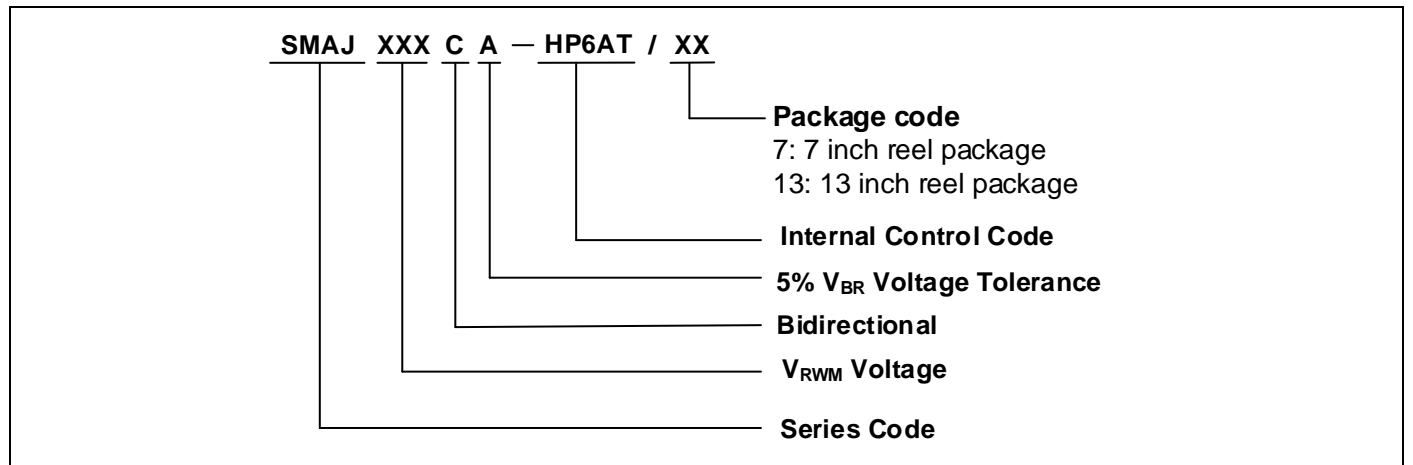 SMAJ XXX C A — HP6AT / XX
Package code
7: 7 inch reel package
13: 13 inch reel package
Internal Control Code
5% VBR Voltage Tolerance
Bidirectional
VRWM Voltage
Series Code